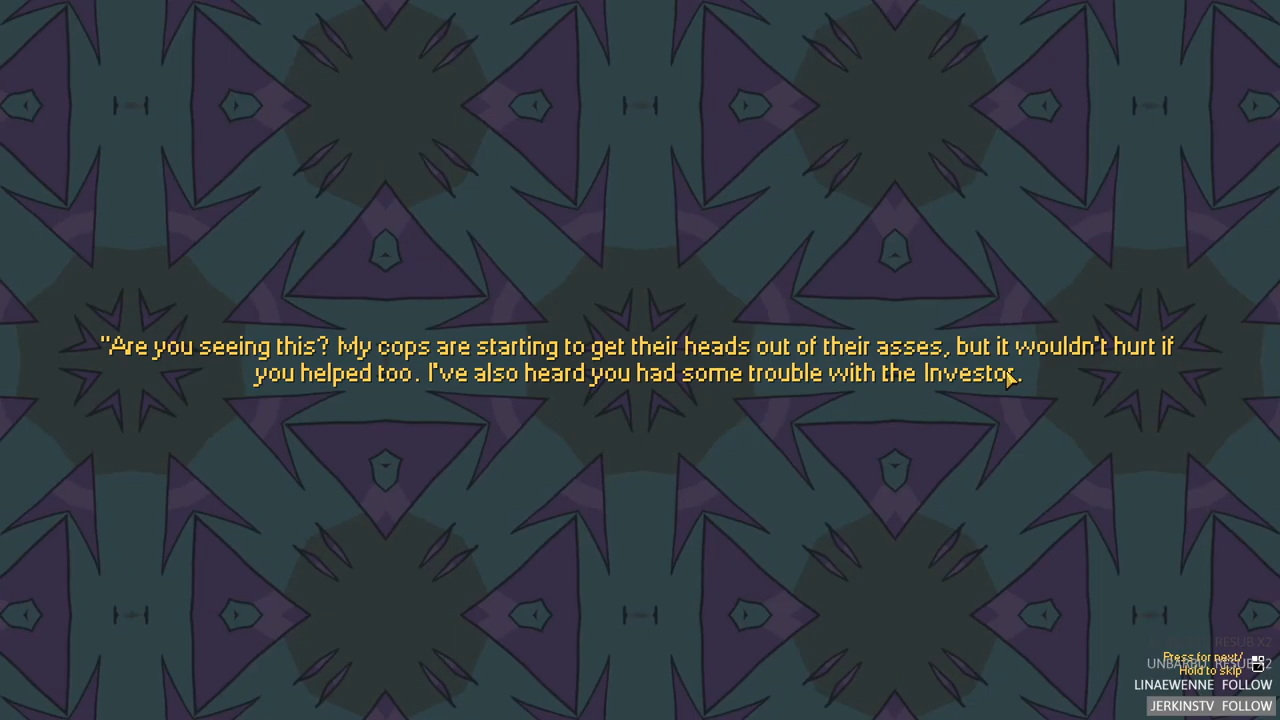 "Are you seeing this? My cops are starting to get their heads out of their asses, but it wouldn't hurt if
you helped too. I've also heard you had some trouble with the Investor.
RESUB X2
Press for next/
Hold to skip
LINAEWENNE FOLLOW
JERKINSTV FOLLOW